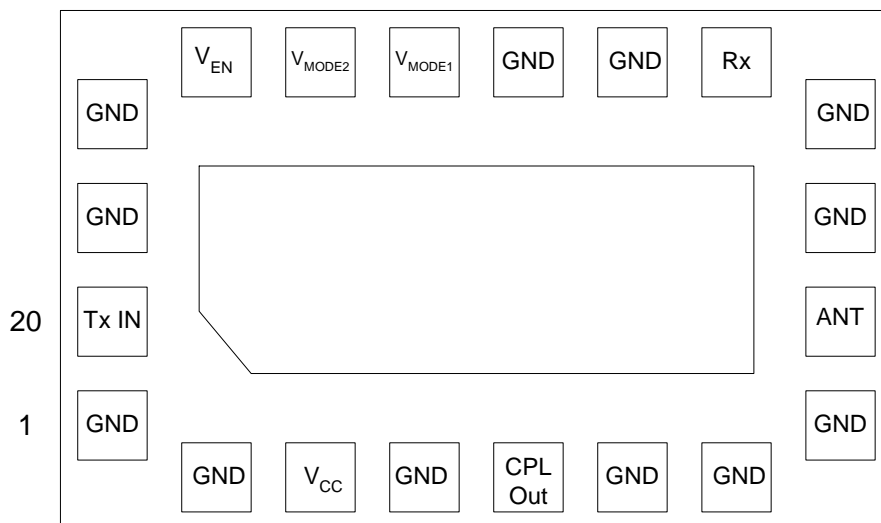 V_EN V_MODE2 V_MODE1 GND GND Rx
GND GND
GND GND
20 Tx IN ANT
1 GND GND
GND V_CC GND CPL GND GND
Out